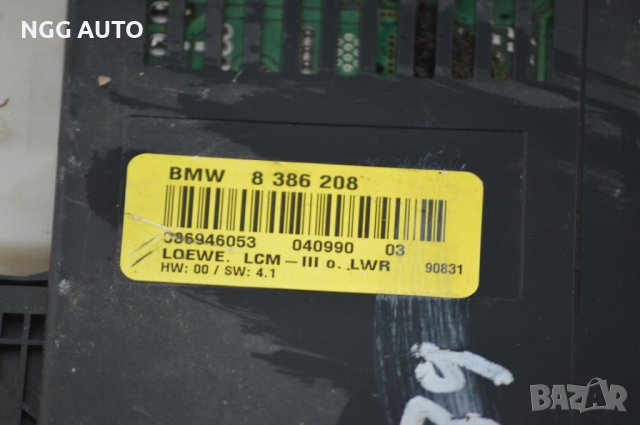 NGG AUTO
BMW 8 386 208
686946053 040990 03
LOEWE. LCM-III o. LWR 90831
HW: 00 / SW: 4.1
BAZAR